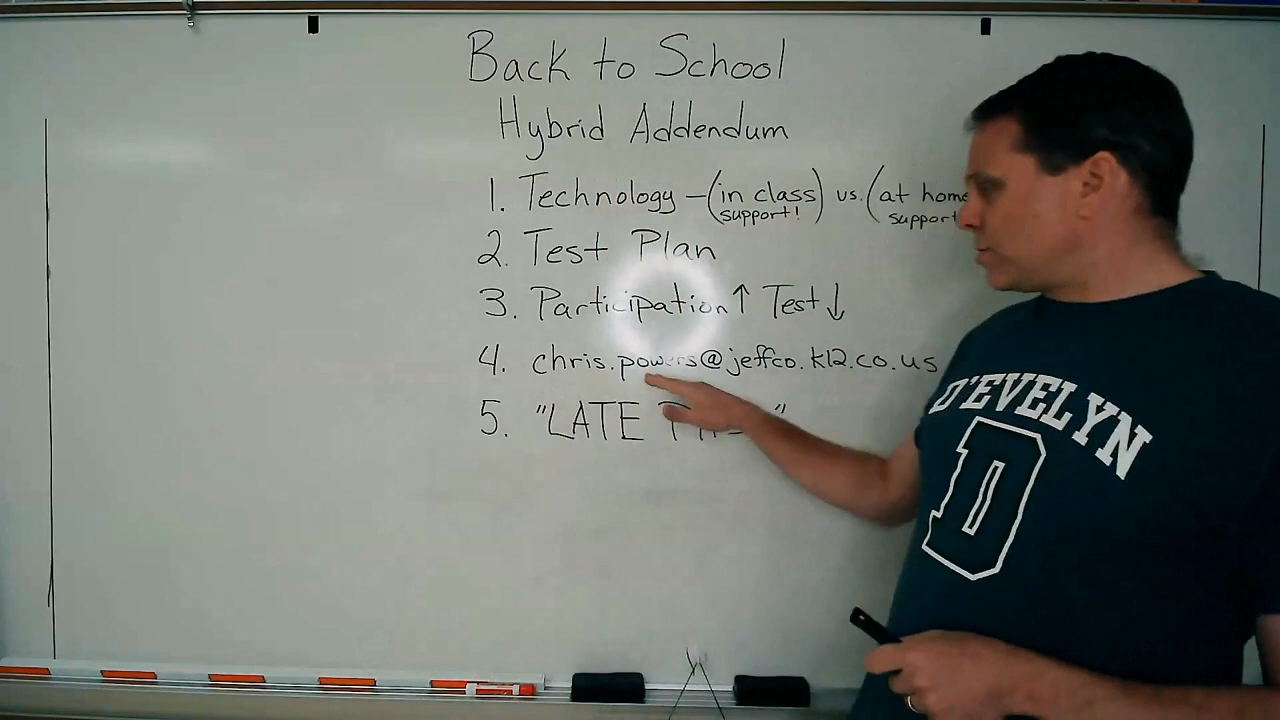 Back to School
Hybrid Addendum
1. Technology - (in class) vs. (at home
support! support
2. Test Plan
3. Participation ↑ Test ↓
4. chris.powers@jeffco.k12.co.us
5. "LATE "
D'EVELYN
D